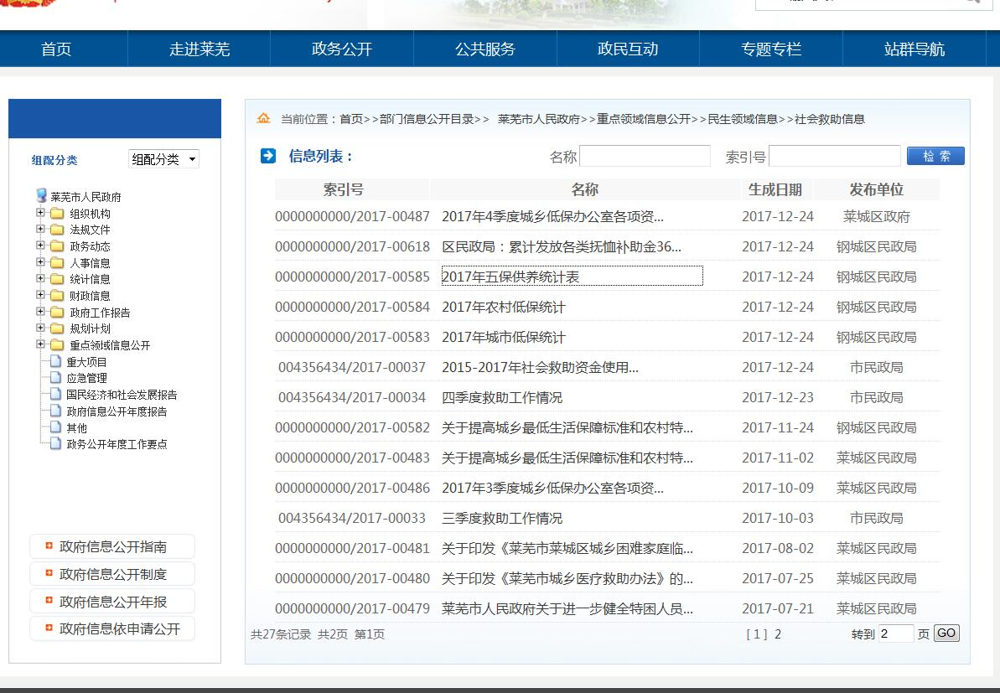 首页 走进莱芜 政务公开 公共服务 政民互动 专题专栏 站群导航
当前位置：首页>>部门信息公开目录>> 莱芜市人民政府>>重点领域信息公开>>民生领域信息>>社会救助信息
组配分类 组配分类
莱芜市人民政府
组织机构
法规文件
政务动态
人事信息
统计信息
财政信息
政府工作报告
规划计划
重点领域信息公开
重大项目
应急管理
国民经济和社会发展报告
政府信息公开年度报告
其他
政务公开年度工作要点
政府信息公开指南
政府信息公开制度
政府信息公开年报
政府信息依申请公开
信息列表： 名称 索引号 检 索
索引号 名称 生成日期 发布单位
0000000000/2017-00487 2017年4季度城乡低保办公室各项资... 2017-12-24 莱城区政府
0000000000/2017-00618 区民政局：累计发放各类抚恤补助金36... 2017-12-24 钢城区民政局
0000000000/2017-00585 2017年五保供养统计表 2017-12-24 钢城区民政局
0000000000/2017-00584 2017年农村低保统计 2017-12-24 钢城区民政局
0000000000/2017-00583 2017年城市低保统计 2017-12-24 钢城区民政局
004356434/2017-00037 2015-2017年社会救助资金使用... 2017-12-24 市民政局
004356434/2017-00034 四季度救助工作情况 2017-12-23 市民政局
0000000000/2017-00582 关于提高城乡最低生活保障标准和农村特... 2017-11-24 钢城区民政局
0000000000/2017-00483 关于提高城乡最低生活保障标准和农村特... 2017-11-02 莱城区民政局
0000000000/2017-00486 2017年3季度城乡低保办公室各项资... 2017-10-09 莱城区民政局
004356434/2017-00033 三季度救助工作情况 2017-10-03 市民政局
0000000000/2017-00481 关于印发《莱芜市莱城区城乡困难家庭临... 2017-08-02 莱城区民政局
0000000000/2017-00480 关于印发《莱芜市城乡医疗救助办法》的... 2017-07-25 莱城区民政局
0000000000/2017-00479 莱芜市人民政府关于进一步健全特困人员... 2017-07-21 莱城区民政局
共27条记录 共2页 第1页 [ 1 ] 2 转到 2 页 GO